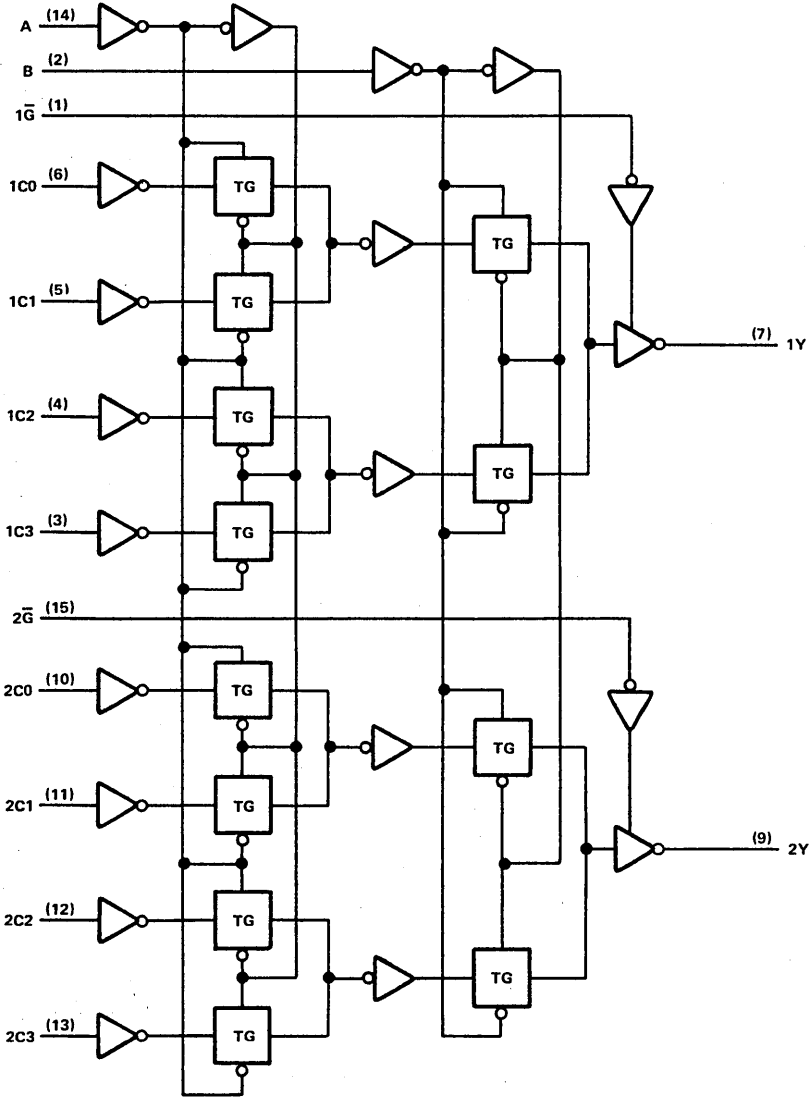 A (14)
B (2)
1G̅ (1)
1C0 (6)
TG
TG
1C1 (5)
TG
(7) 1Y
1C2 (4)
TG
TG
1C3 (3)
TG
2G̅ (15)
2C0 (10)
TG
TG
2C1 (11)
TG
(9) 2Y
2C2 (12)
TG
TG
2C3 (13)
TG